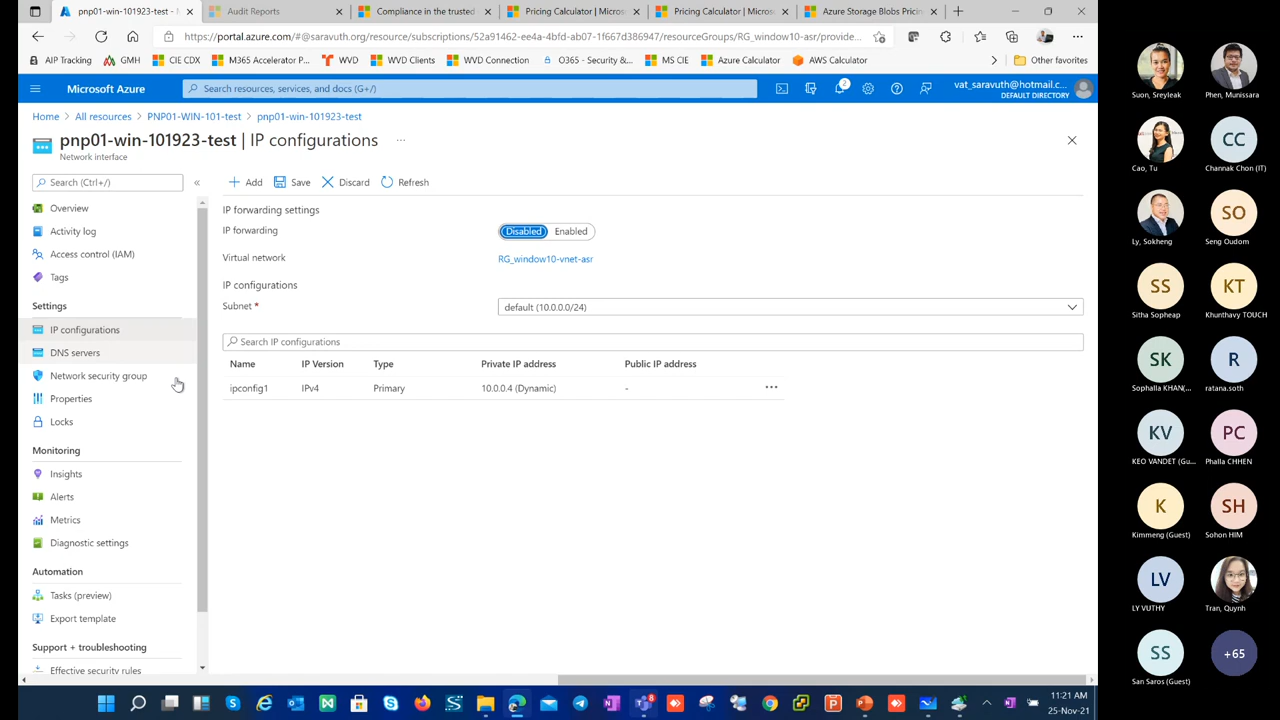 pnp01-win-101923-test - M
Audit Reports
Compliance in the trusted
Pricing Calculator | Micros
Pricing Calculator | Micros
Azure Storage Blobs Prici
https://portal.azure.com/#@saravuth.org/resource/subscriptions/52a91462-ee4a-4bfd-ab07-1f667d386947/resourceGroups/RG_window10-asr/provide...
AIP Tracking
GMH
CIE CDX
M365 Accelerator P...
WVD
WVD Clients
WVD Connection
O365 - Security &...
MS CIE
Azure Calculator
AWS Calculator
Other favorites
Microsoft Azure
Search resources, services, and docs (G+/)
2
vat_saravuth@hotmail.c...
DEFAULT DIRECTORY
Home > All resources > PNP01-WIN-101-test > pnp01-win-101923-test
pnp01-win-101923-test | IP configurations ...
Network interface
Search (Ctrl+/)
Overview
Activity log
Access control (IAM)
Tags
Settings
IP configurations
DNS servers
Network security group
Properties
Locks
Monitoring
Insights
Alerts
Metrics
Diagnostic settings
Automation
Tasks (preview)
Export template
Support + troubleshooting
Effective security rules
Add
Save
Discard
Refresh
IP forwarding settings
IP forwarding
Disabled
Enabled
Virtual network
RG_window10-vnet-asr
IP configurations
Subnet *
default (10.0.0.0/24)
Search IP configurations
Name IP Version Type Private IP address Public IP address
ipconfig1 IPv4 Primary 10.0.0.4 (Dynamic) - ...
Suon, Sreyleak
Phen, Munissara
Cao, Tu
CC
Channak Chon (IT)
Ly, Sokheng
SO
Seng Oudom
SS
Sitha Sopheap
KT
Khunthavy TOUCH
SK
Sophalla KHAN(...
R
ratana.soth
KV
KEO VANDET (Gu...
PC
Phalla CHHEN
K
Kimmeng (Guest)
SH
Sohon HIM
LV
LY VUTHY
Tran, Quynh
SS
San Saros (Guest)
+65
8
11:21 AM
25-Nov-21